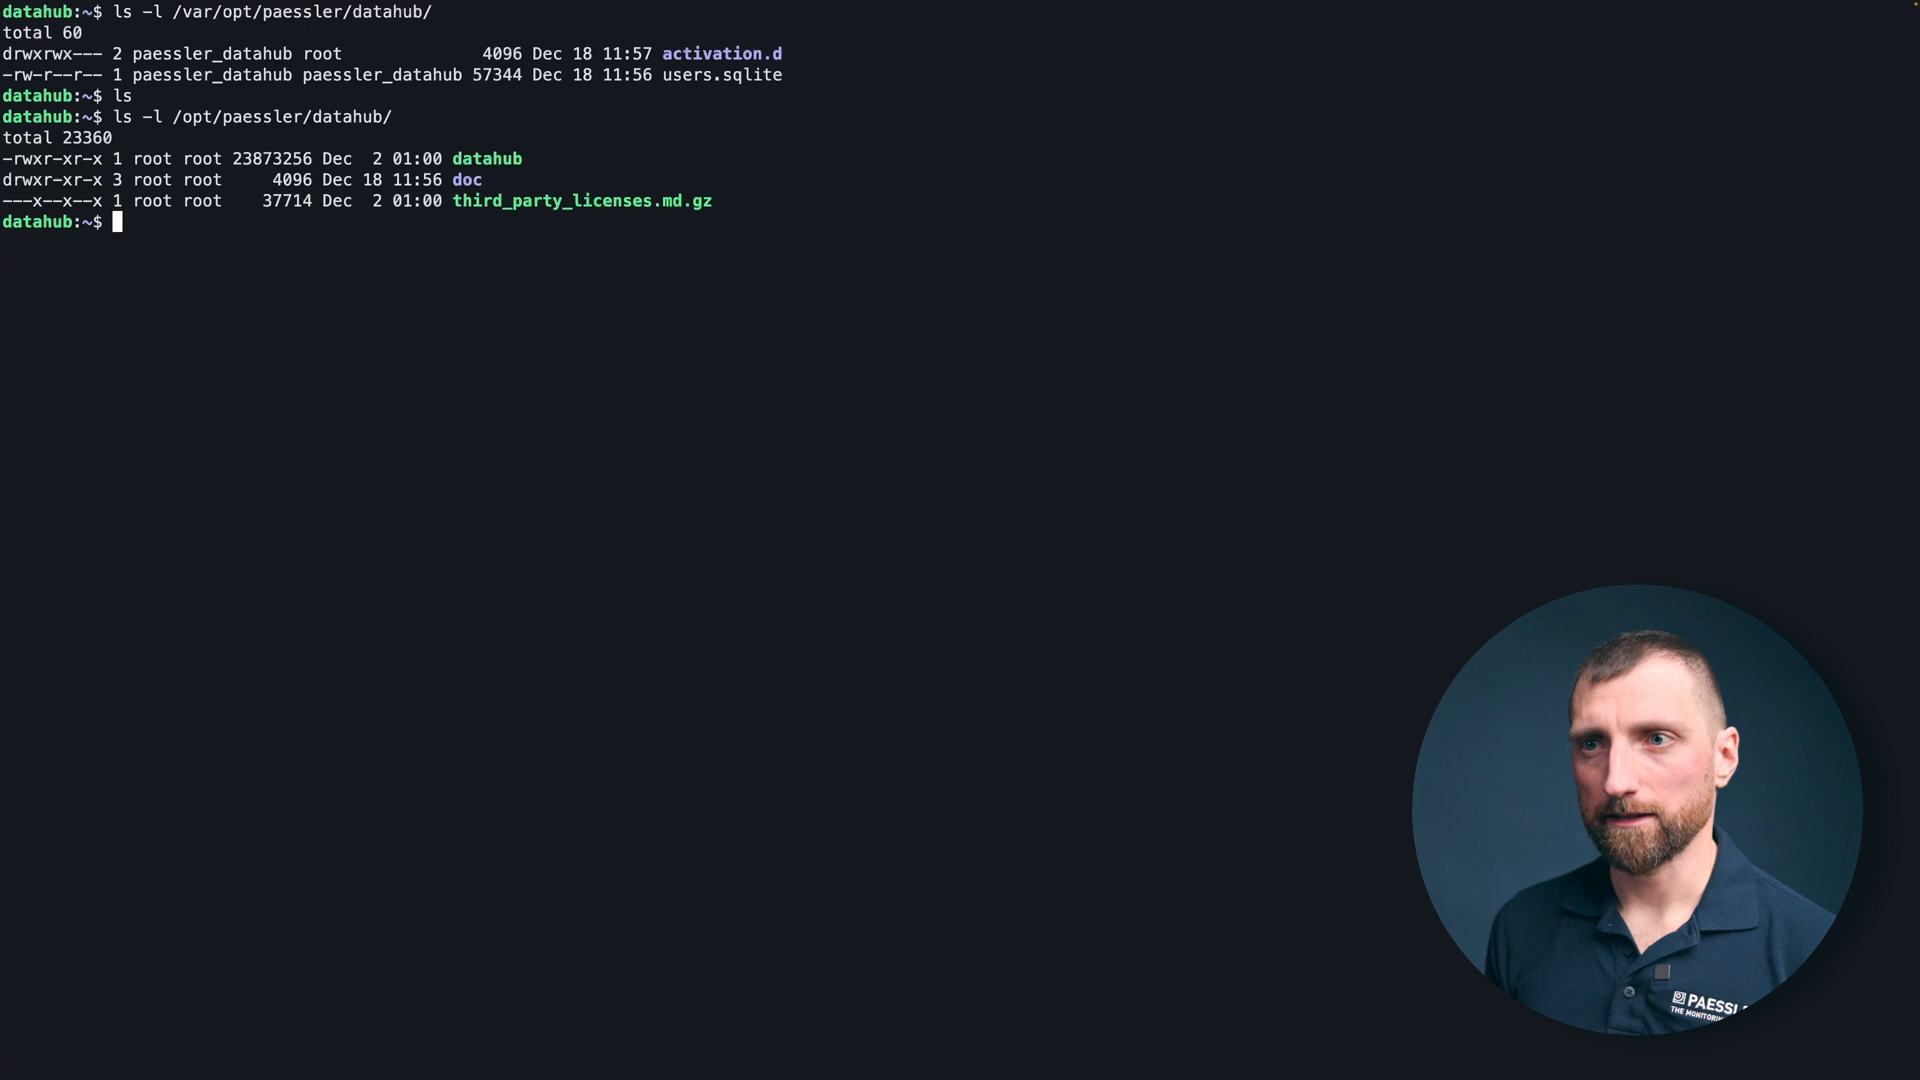 datahub:~$ ls -l /var/opt/paessler/datahub/
total 60
drwxrwx--- 2 paessler_datahub root              4096 Dec 18 11:57 activation.d
-rw-r--r-- 1 paessler_datahub paessler_datahub 57344 Dec 18 11:56 users.sqlite
datahub:~$ ls
datahub:~$ ls -l /opt/paessler/datahub/
total 23360
-rwxr-xr-x 1 root root 23873256 Dec  2 01:00 datahub
drwxr-xr-x 3 root root     4096 Dec 18 11:56 doc
---x--x--x 1 root root    37714 Dec  2 01:00 third_party_licenses.md.gz
datahub:~$
THE